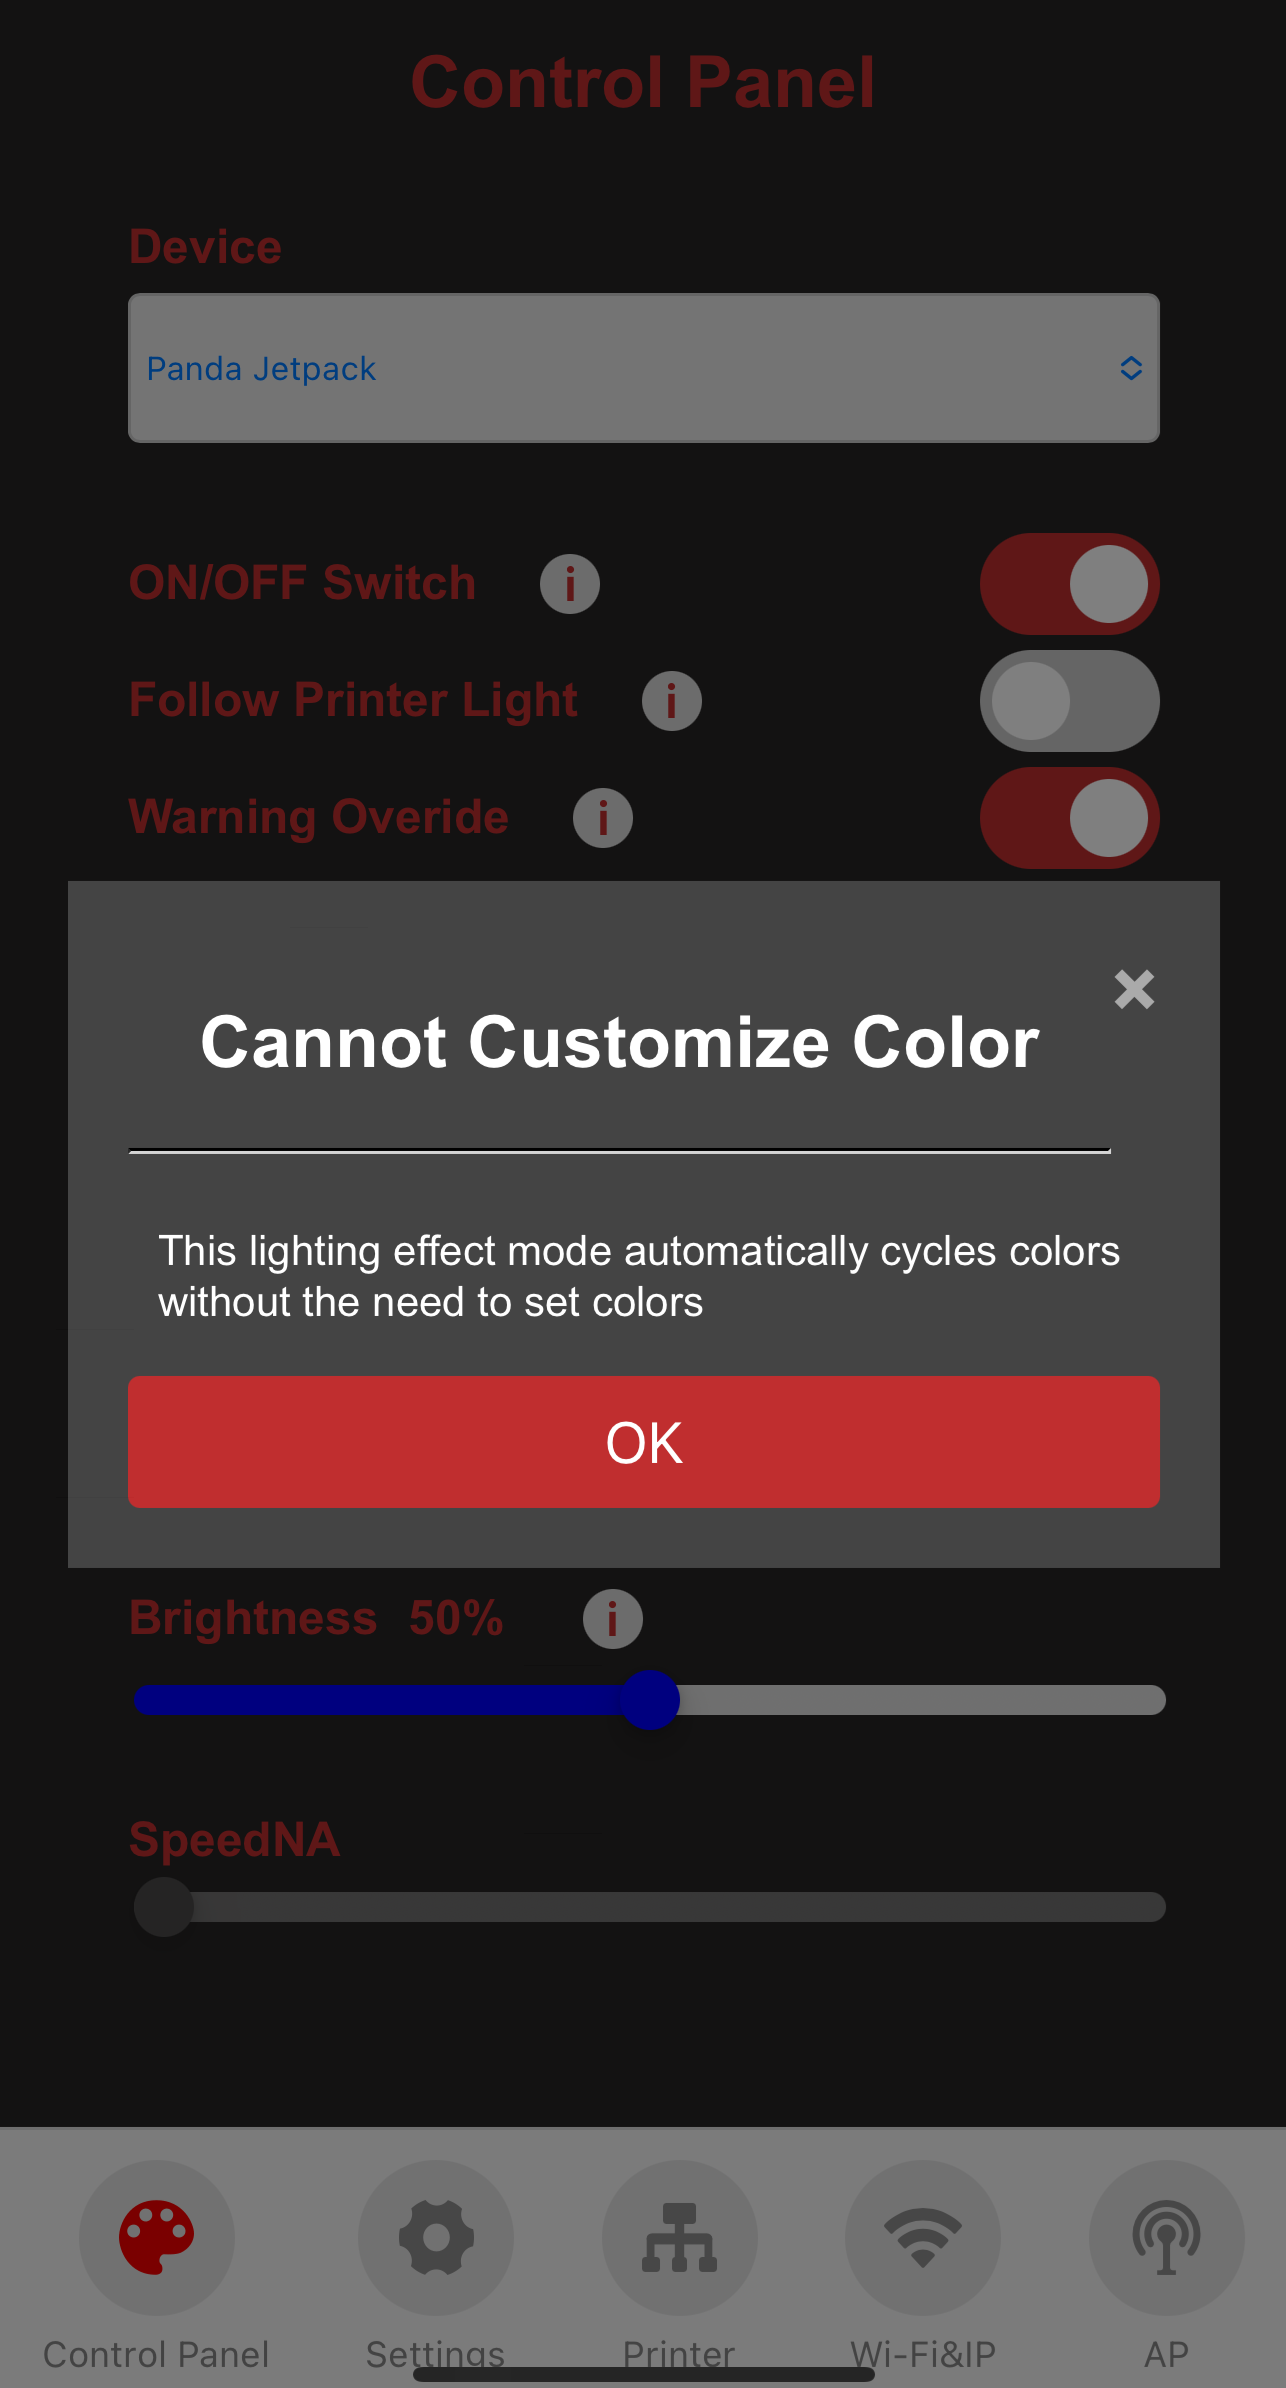 Control Panel
Device
Panda Jetpack
ON/OFF Switch i
Follow Printer Light i
Warning Overide i
Cannot Customize Color
This lighting effect mode automatically cycles colors
without the need to set colors
OK
Brightness 50% i
SpeedNA
Control Panel Settings Printer Wi-Fi&IP AP